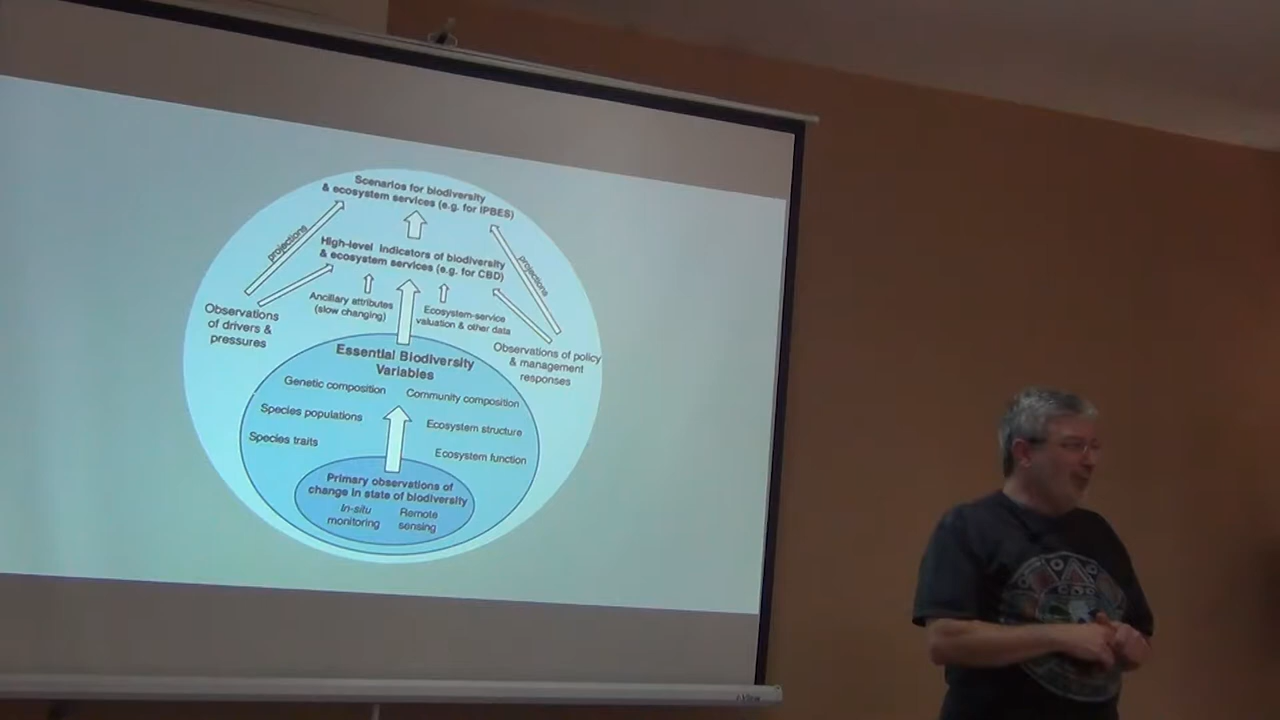 Scenarios for biodiversity
& ecosystem services (e.g. for IPBES)
projections
projections
High-level Indicators of biodiversity
& ecosystem services (e.g. for CBD)
Ancillary attributes
(slow changing)
Ecosystem-service
valuation & other data
Observations
of drivers &
pressures
Observations of policy
& management
responses
Essential Biodiversity
Variables
Genetic composition
Community composition
Species populations
Ecosystem structure
Species traits
Ecosystem function
Primary observations of
change in state of biodiversity
In-situ
monitoring
Remote
sensing